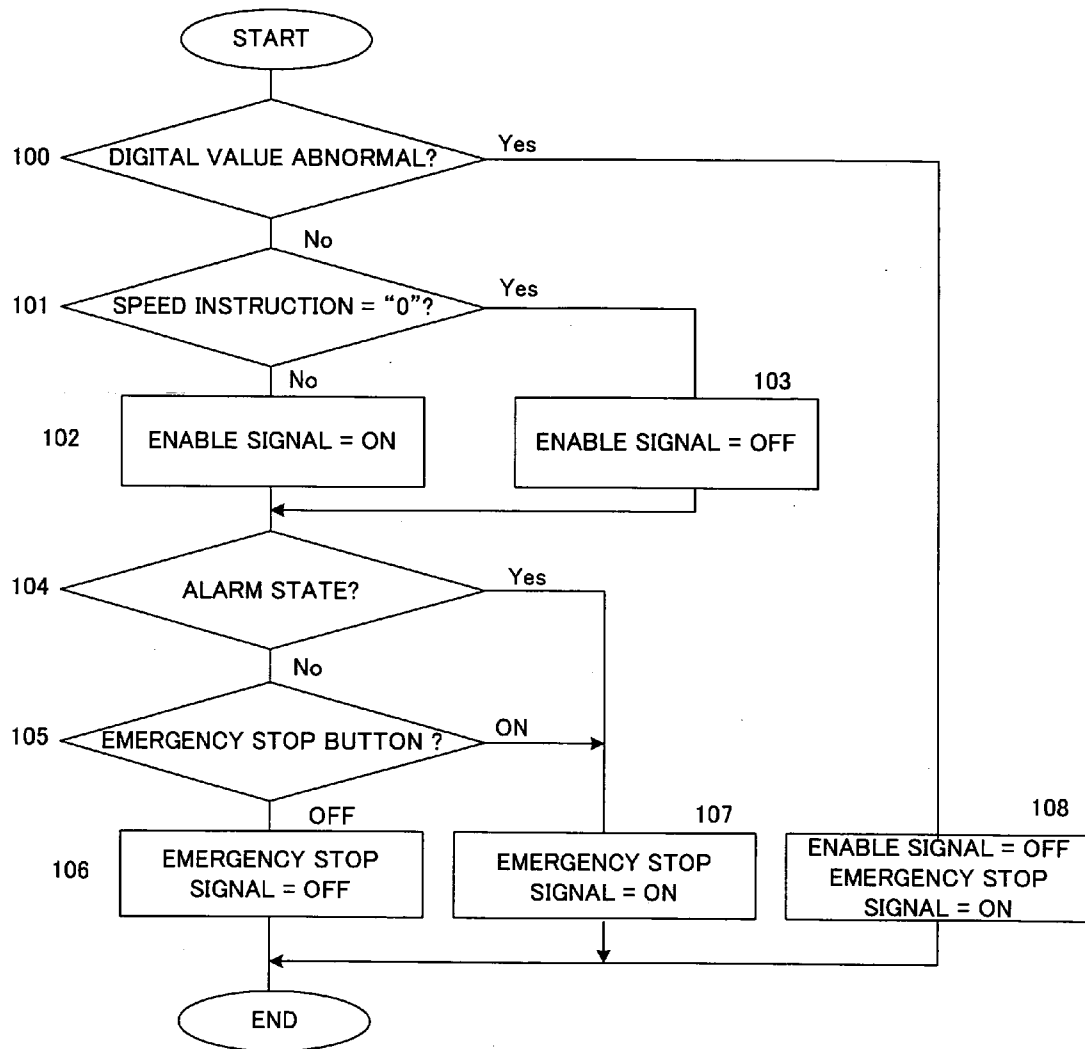 START
100
DIGITAL VALUE ABNORMAL?
Yes
No
101
SPEED INSTRUCTION = “0”?
Yes
No
102
ENABLE SIGNAL = ON
103
ENABLE SIGNAL = OFF
104
ALARM STATE?
Yes
No
105
EMERGENCY STOP BUTTON ?
ON
OFF
106
EMERGENCY STOP
SIGNAL = OFF
107
EMERGENCY STOP
SIGNAL = ON
108
ENABLE SIGNAL = OFF
EMERGENCY STOP
SIGNAL = ON
END